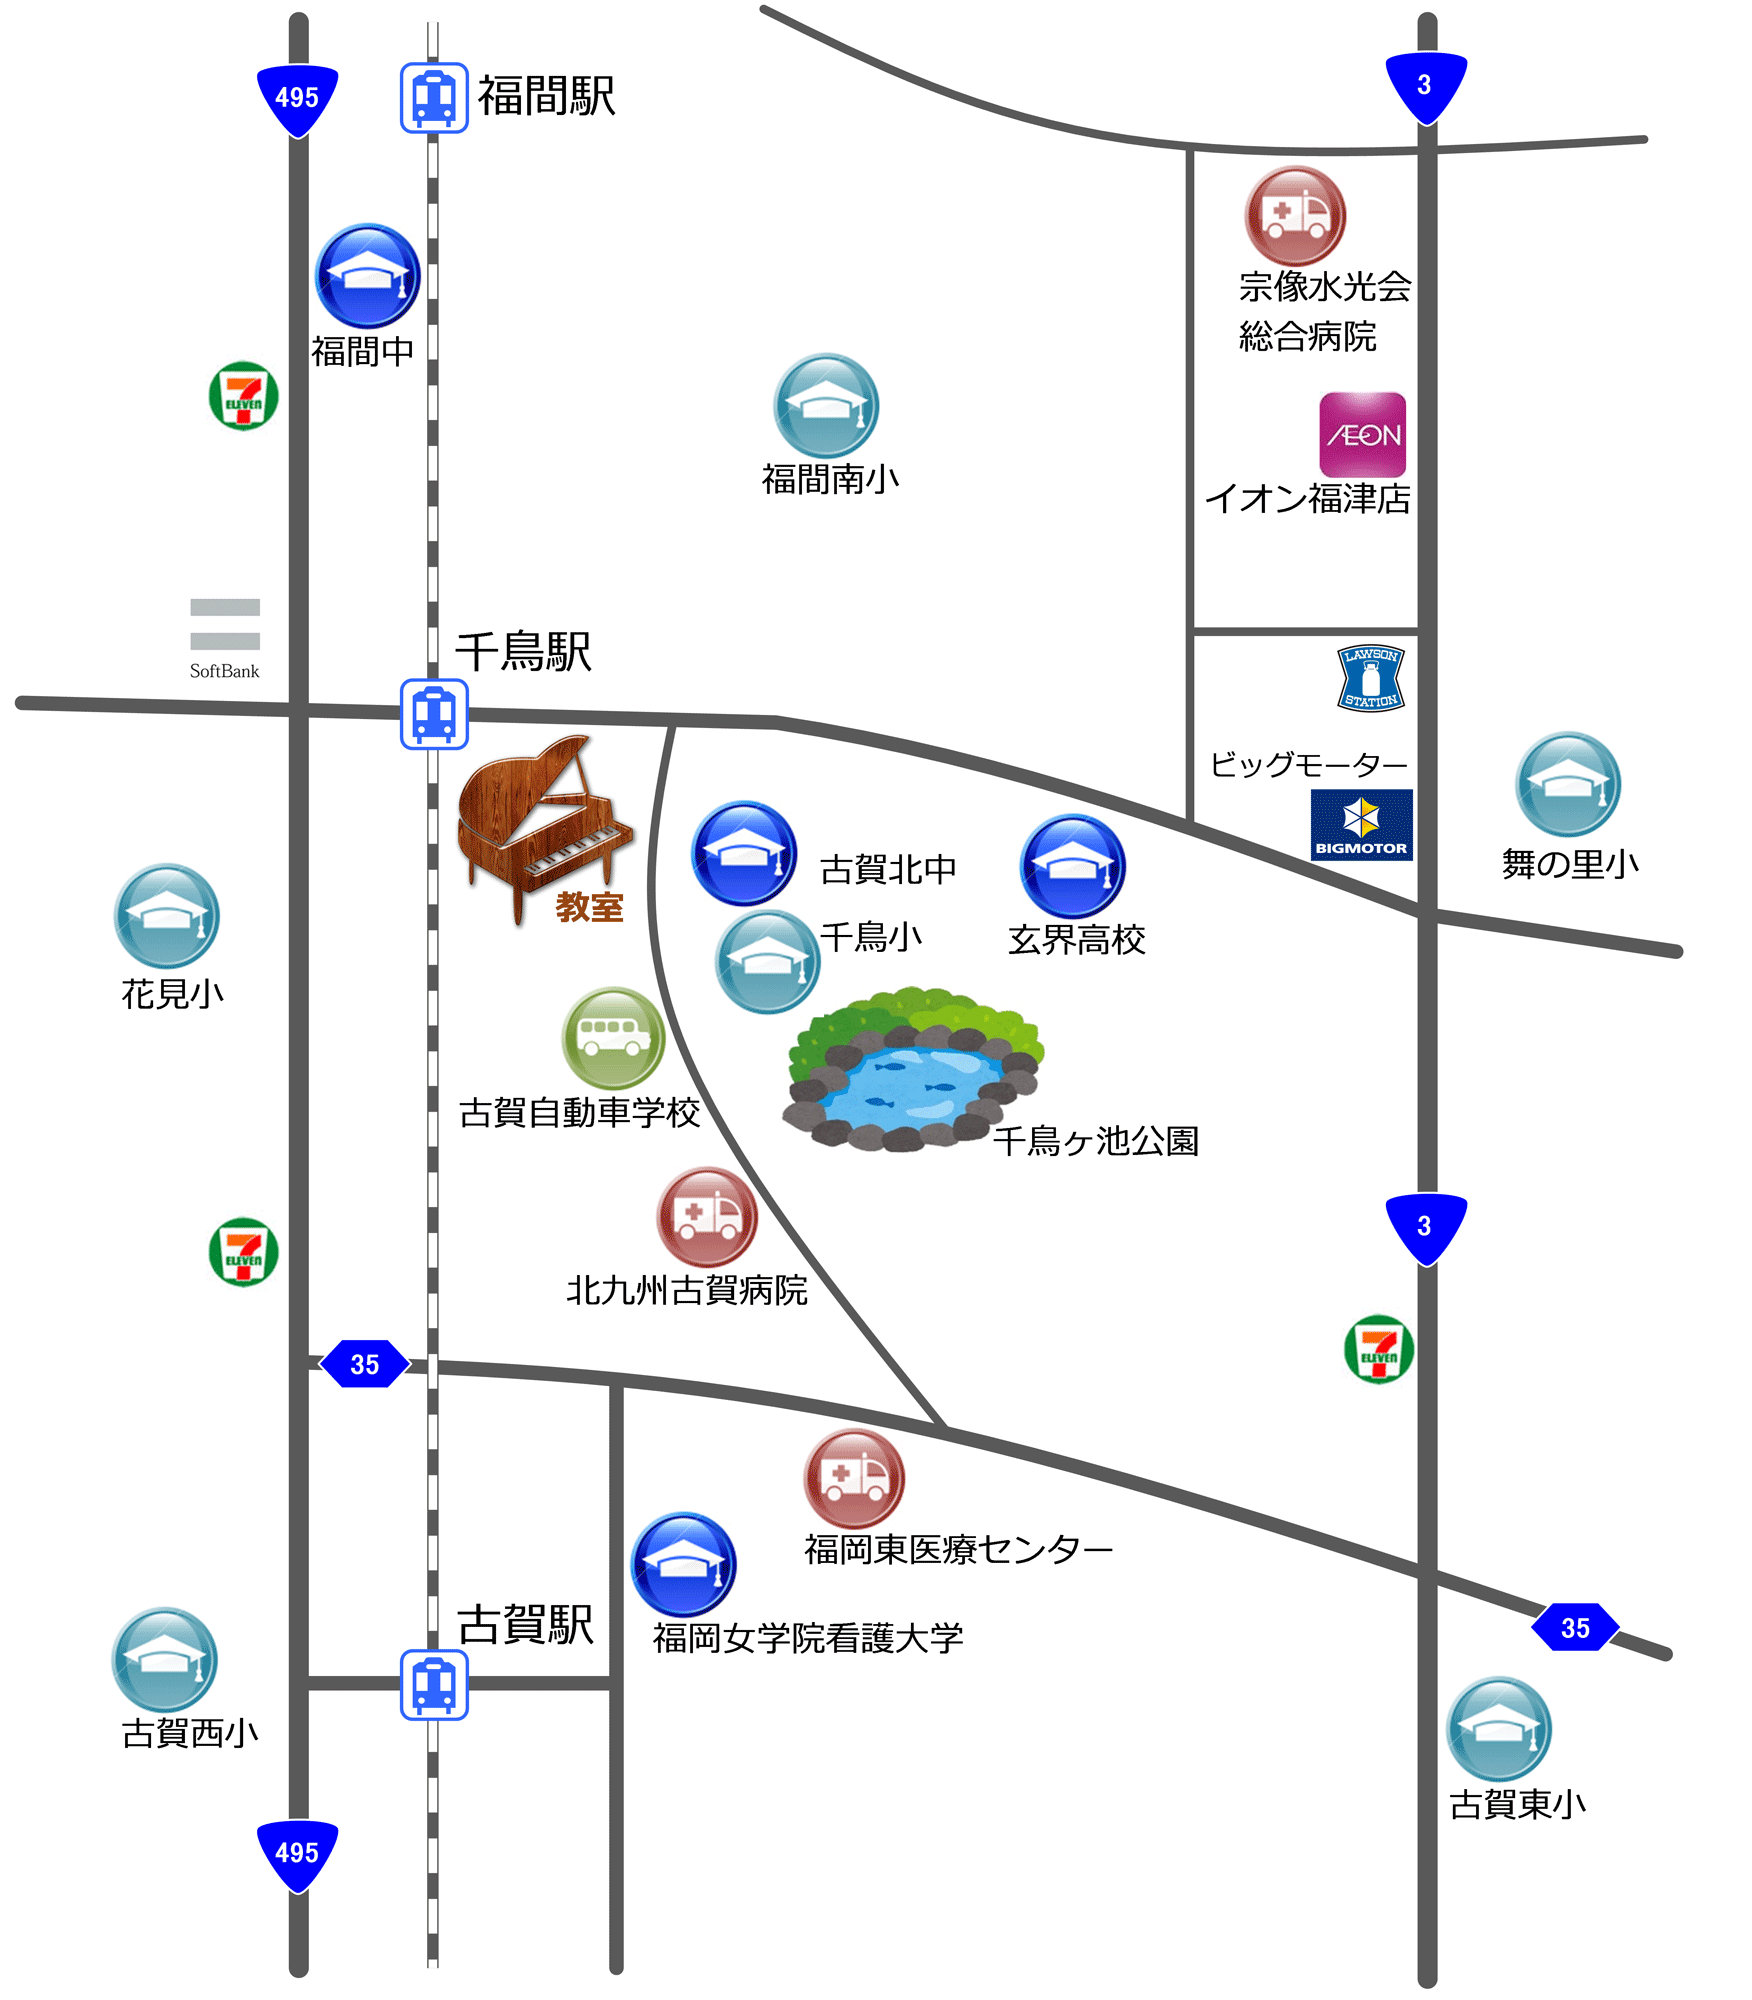 495
福間駅
3
宗像水光会
総合病院
福間中
7
ELEVEN
AEON
福間南小
イオン福津店
SoftBank
千鳥駅
LAWSON
STATION
ビッグモーター
BIGMOTOR
舞の里小
古賀北中
教室
千鳥小
玄界高校
花見小
古賀自動車学校
千鳥ヶ池公園
3
7
ELEVEN
北九州古賀病院
7
ELEVEN
35
福岡東医療センター
古賀駅
福岡女学院看護大学
35
古賀西小
古賀東小
495